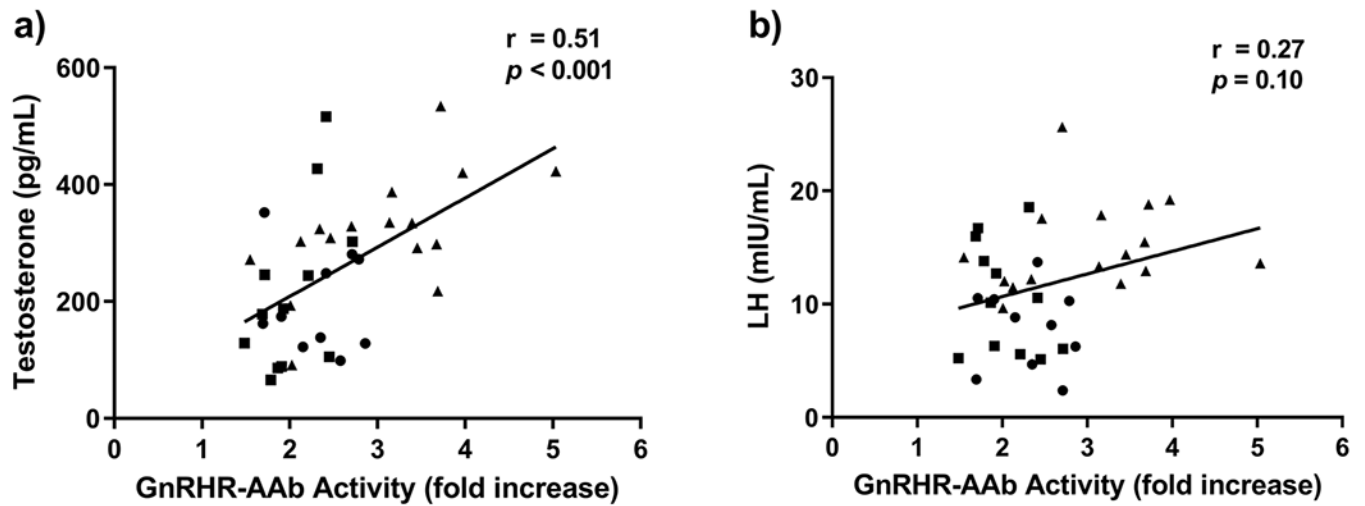 a)
r = 0.51
p < 0.001
600
400
200
0
Testosterone (pg/mL)
0 1 2 3 4 5 6
GnRHR-AAb Activity (fold increase)
b)
r = 0.27
p = 0.10
30
20
10
0
LH (mIU/mL)
0 1 2 3 4 5 6
GnRHR-AAb Activity (fold increase)